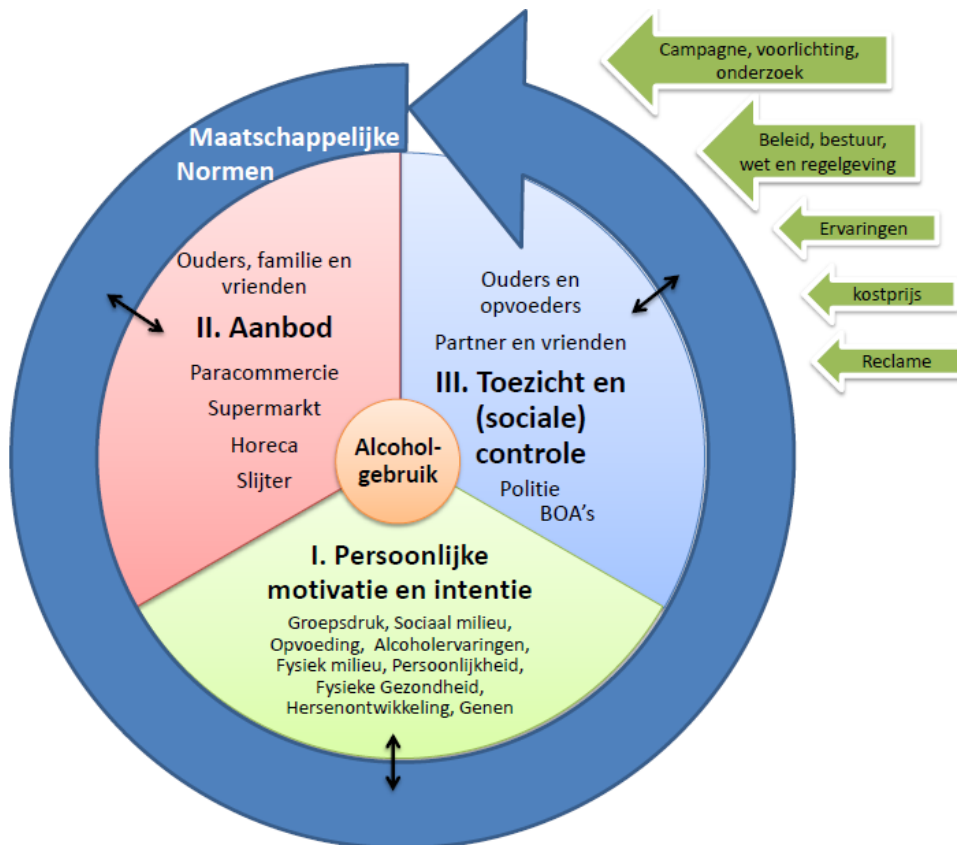 Campagne, voorlichting,
onderzoek
Beleid, bestuur,
wet en regelgeving
Ervaringen
kostprijs
Reclame
Maatschappelijke
Normen
Ouders, familie en
vrienden
II. Aanbod
Paracommercie
Supermarkt
Horeca
Slijter
Ouders en
opvoeders
Partner en vrienden
III. Toezicht en
(sociale)
controle
Politie
BOA's
Alcohol-
gebruik
I. Persoonlijke
motivatie en intentie
Groepsdruk, Sociaal milieu,
Opvoeding, Alcoholervaringen,
Fysiek milieu, Persoonlijkheid,
Fysieke Gezondheid,
Hersenontwikkeling, Genen